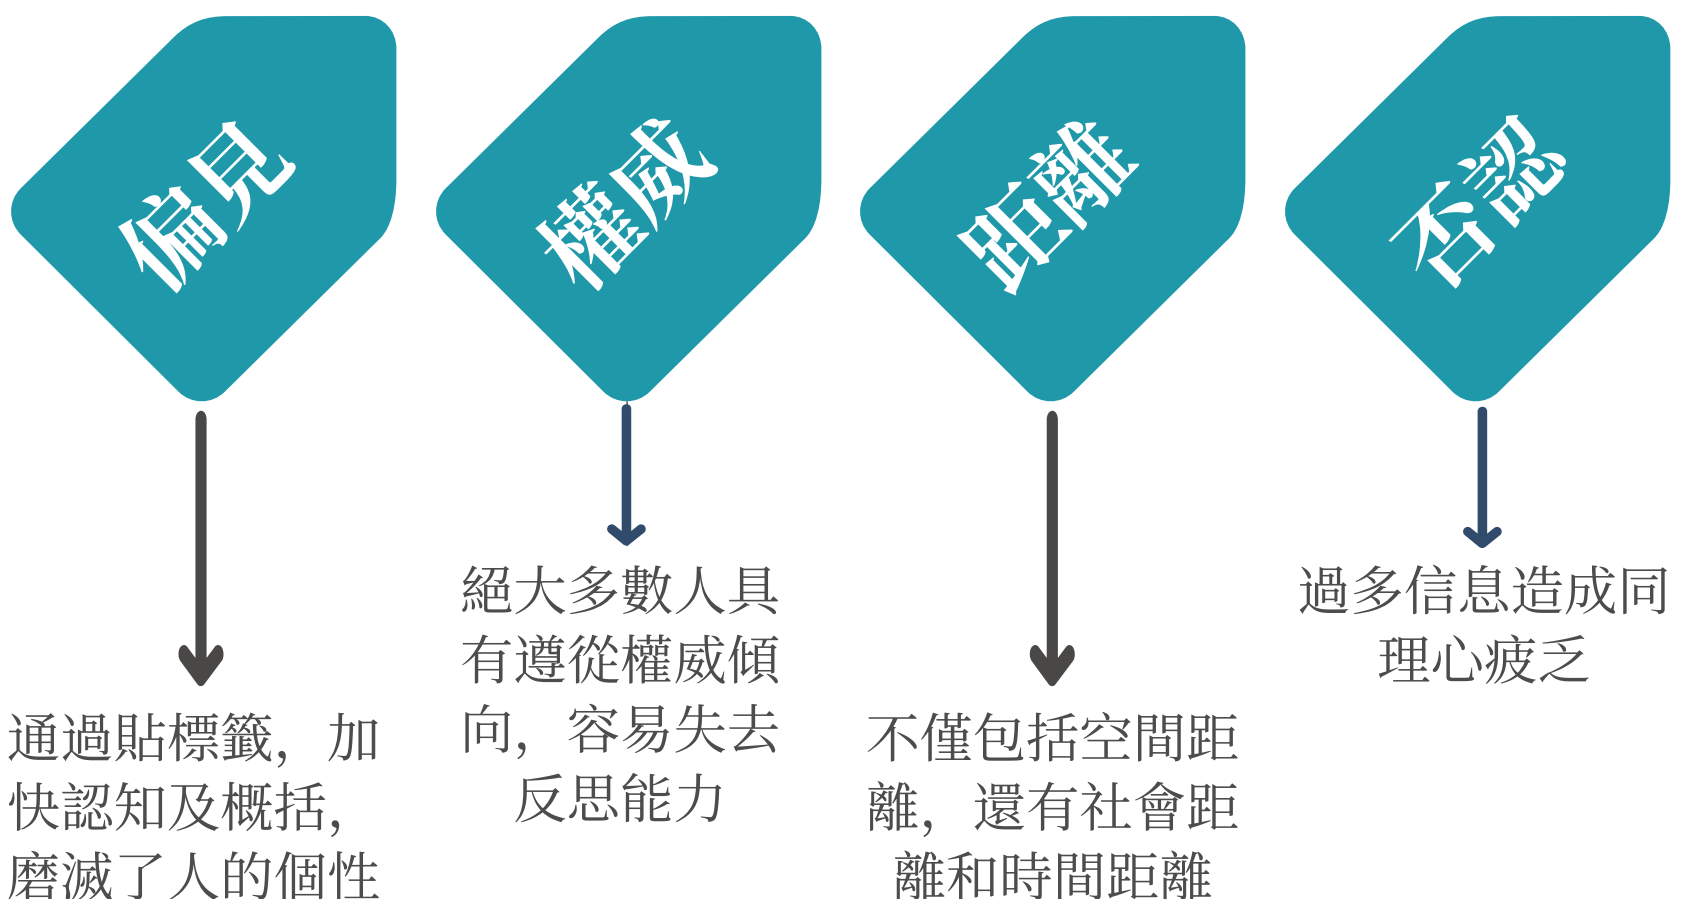 偏見
通過貼標籤，加
快認知及概括，
磨滅了人的個性
權威
絕大多數人具
有遵從權威傾
向，容易失去
反思能力
距離
不僅包括空間距
離，還有社會距
離和時間距離
否認
過多信息造成同
理心疲乏